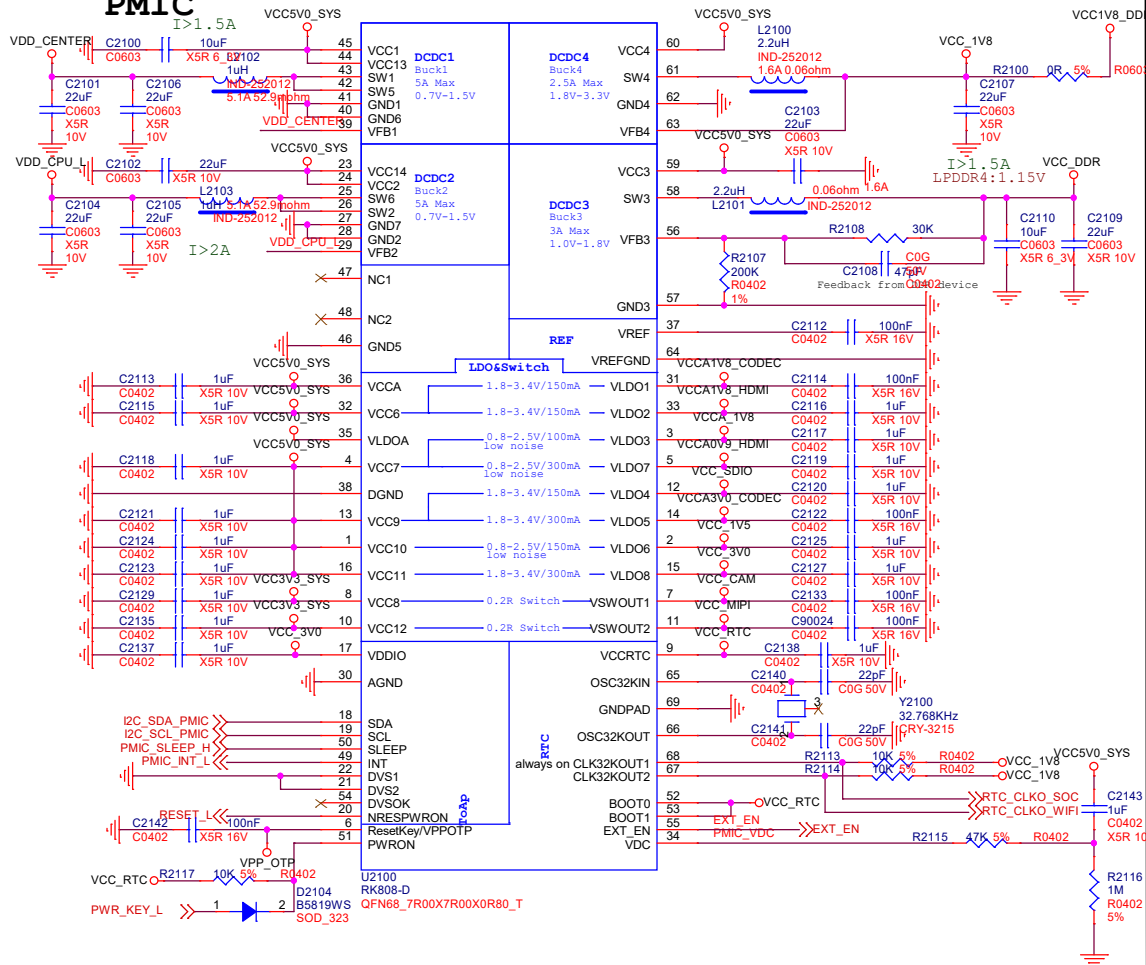 PMIC
I>1.5A
VCC5V0_SYS
VDD_CENTER
C2100
C0603
10uF
X5R 6_3V
L2102
1uH
IND-252012
5.1A 52.9mohm
C2101
22uF
C0603
X5R
10V
C2106
22uF
C0603
X5R
10V
VDD_CENTER
45 VCC1
44 VCC13
43 SW1
42 SW5
41 GND1
40 GND6
39 VFB1
DCDC1
Buck1
5A Max
0.7V-1.5V
VDD_CPU_L
VCC5V0_SYS
C2102
C0603
22uF
X5R 10V
L2103
1uH 5.1A 52.9mohm
IND-252012
C2104
22uF
C0603
X5R
10V
C2105
22uF
C0603
X5R
10V
I>2A
VDD_CPU_L
23 VCC14
24 VCC2
25 SW6
26 SW2
27 GND7
28 GND2
29 VFB2
DCDC2
Buck2
5A Max
0.7V-1.5V
47 NC1
48 NC2
46 GND5
DCDC4
Buck4
2.5A Max
1.8V-3.3V
VCC4 60
SW4 61
GND4 62
VFB4 63
VCC5V0_SYS
L2100
2.2uH
IND-252012
1.6A 0.06ohm
VCC_1V8
VCC1V8_DD
R2100 0R 5% R060
C2107
22uF
C0603
X5R
10V
VCC5V0_SYS
C2103
22uF
C0603
X5R 10V
DCDC3
Buck3
3A Max
1.0V-1.8V
VCC3 59
SW3 58
VFB3 56
GND3 57
2.2uH
L2101
0.06ohm
IND-252012
1.6A
I>1.5A
LPDDR4:1.15V
VCC_DDR
R2108 30K
C2108 47pF
C0G
50V
C0402
Feedback from device
R2107
200K
R0402
1%
C2110
10uF
C0603
X5R 6_3V
C2109
22uF
C0603
X5R 10V
REF
VREF 37
C2112 100nF
C0402 X5R 16V
VREFGND 64
LDO&Switch
VCC5V0_SYS
C2113 1uF
C0402 X5R 10V
36 VCCA
1.8-3.4V/150mA
VLDO1 31
VCCA1V8_CODEC
C2114 100nF
C0402 X5R 16V
VCC5V0_SYS
C2115 1uF
C0402 X5R 10V
32 VCC6
1.8-3.4V/150mA
VLDO2 33
VCCA1V8_HDMI
C2116 1uF
C0402 X5R 10V
VCC5V0_SYS
35 VLDOA
0.8-2.5V/100mA
low noise
VLDO3 3
VCCA_1V8
C2117 1uF
C0402 X5R 10V
VCC5V0_SYS
C2118 1uF
C0402 X5R 10V
4 VCC7
0.8-2.5V/300mA
low noise
VLDO7 5
VCCA0V9_HDMI
C2119 1uF
C0402 X5R 10V
38 DGND
1.8-3.4V/150mA
VLDO4 12
VCC_SDIO
C2120 1uF
C0402 X5R 10V
C2121 1uF
C0402 X5R 10V
13 VCC9
1.8-3.4V/300mA
VLDO5 14
VCCA3V0_CODEC
C2122 100nF
C0402 X5R 16V
C2124 1uF
C0402 X5R 10V
1 VCC10
0.8-2.5V/150mA
low noise
VLDO6 2
VCC_1V5
C2125 1uF
C0402 X5R 10V
C2123 1uF
C0402 X5R 10V
16 VCC11
1.8-3.4V/300mA
VLDO8 15
VCC_3V0
C2127 1uF
C0402 X5R 10V
VCC3V3_SYS
C2129 1uF
C0402 X5R 10V
8 VCC8
0.2R Switch
VSWOUT1 7
VCC_CAM
C2133 100nF
C0402 X5R 16V
VCC3V3_SYS
C2135 1uF
C0402 X5R 10V
10 VCC12
0.2R Switch
VSWOUT2 11
VCC_MIPI
C90024 100nF
C0402 X5R 16V
VCC_3V0
C2137 1uF
C0402 X5R 10V
17 VDDIO
30 AGND
VCCRTC 9
VCC_RTC
C2138 1uF
C0402 X5R 10V
OSC32KIN 65
C2140 22pF
C0402 C0G 50V
GNDPAD 69
OSC32KOUT 66
C2141 22pF
C0402 C0G 50V
1
2
3
Y2100
32.768KHz
CRY-3215
RTC
always on
CLK32KOUT1 68
CLK32KOUT2 67
R2113 10K 5% R0402
R2114 10K 5% R0402
VCC_1V8
VCC_1V8
RTC_CLKO_SOC
RTC_CLKO_WIFI
I2C_SDA_PMIC 18 SDA
I2C_SCL_PMIC 19 SCL
PMIC_SLEEP_H 50 SLEEP
PMIC_INT_L 49 INT
22 DVS1
21 DVS2
54 DVSOK
RESET_L 20 NRESPWRON
6 ResetKey/VPPOTP
51 PWRON
C2142 100nF
C0402 X5R 16V
VPP_OTP
ToAp
BOOT0 52
BOOT1 53
EXT_EN 55
VDC 34
VCC_RTC
EXT_EN
PMIC_VDC
EXT_EN
R2115 47K 5% R0402
VCC5V0_SYS
C2143
1uF
C0402
X5R 10
R2116
1M
R0402
5%
VCC_RTC R2117 10K 5% R0402
PWR_KEY_L 1 2
D2104
B5819WS
SOD_323
U2100
RK808-D
QFN68_7R00X7R00X0R80_T